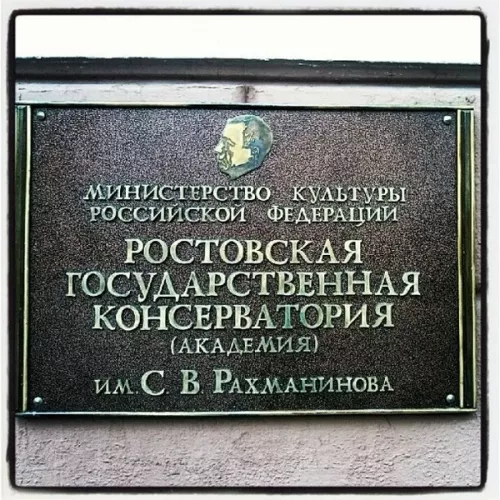 МИНИСТЕРСТВО КУЛЬТУРЫ
РОССИЙСКОЙ ФЕДЕРАЦИИ
РОСТОВСКАЯ
ГОСУДАРСТВЕННАЯ
КОНСЕРВАТОРИЯ
(АКАДЕМИЯ)
ИМ. С. В. РАХМАНИНОВА